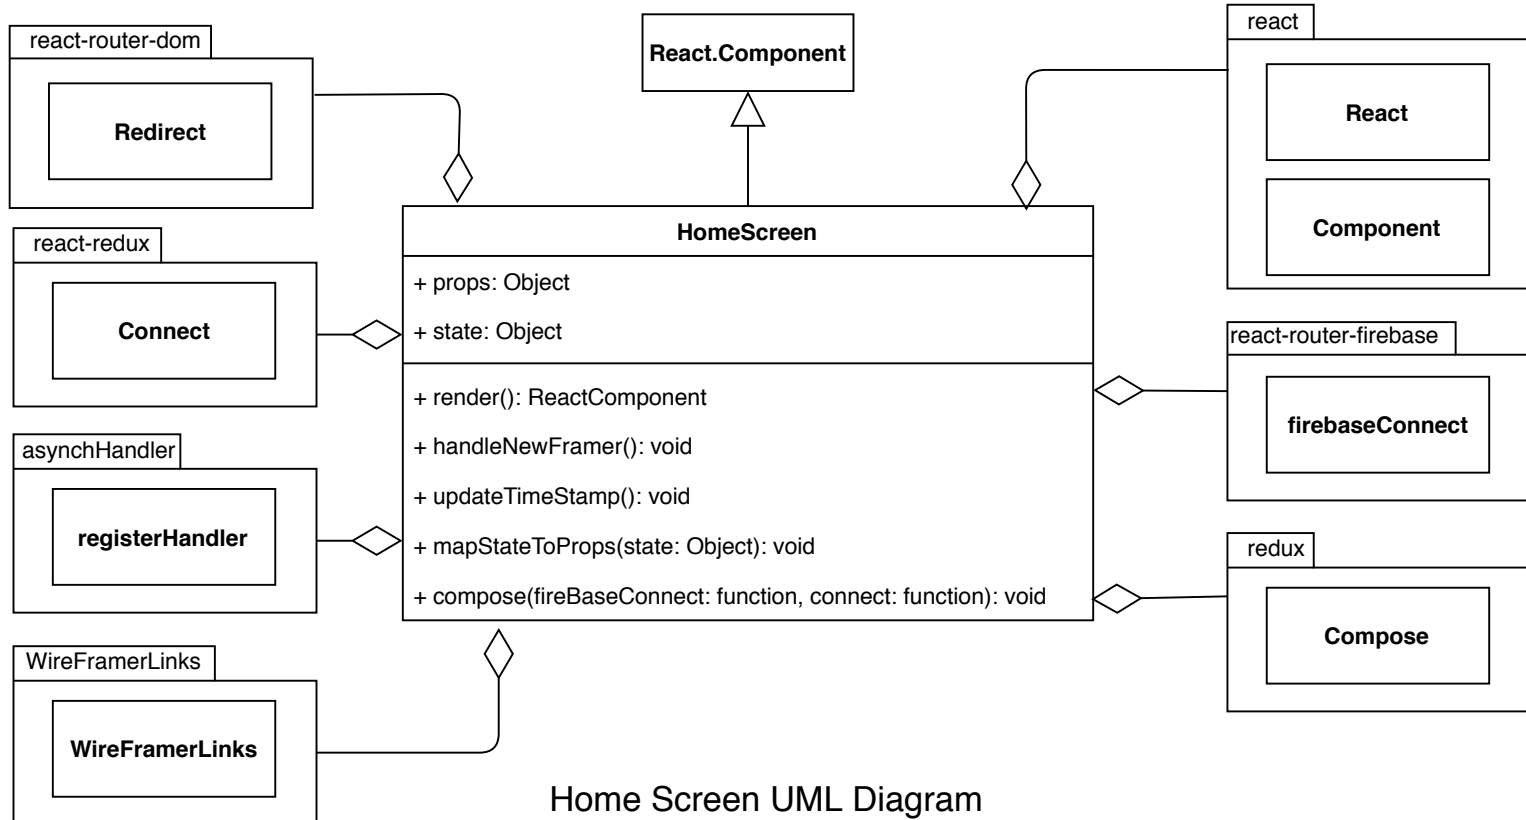 react-router-dom
Redirect
react-redux
Connect
asynchHandler
registerHandler
WireFramerLinks
WireFramerLinks
React.Component
HomeScreen
+ props: Object
+ state: Object
+ render(): ReactComponent
+ handleNewFramer(): void
+ updateTimeStamp(): void
+ mapStateToProps(state: Object): void
+ compose(fireBaseConnect: function, connect: function): void
react
React
Component
react-router-firebase
firebaseConnect
redux
Compose
Home Screen UML Diagram